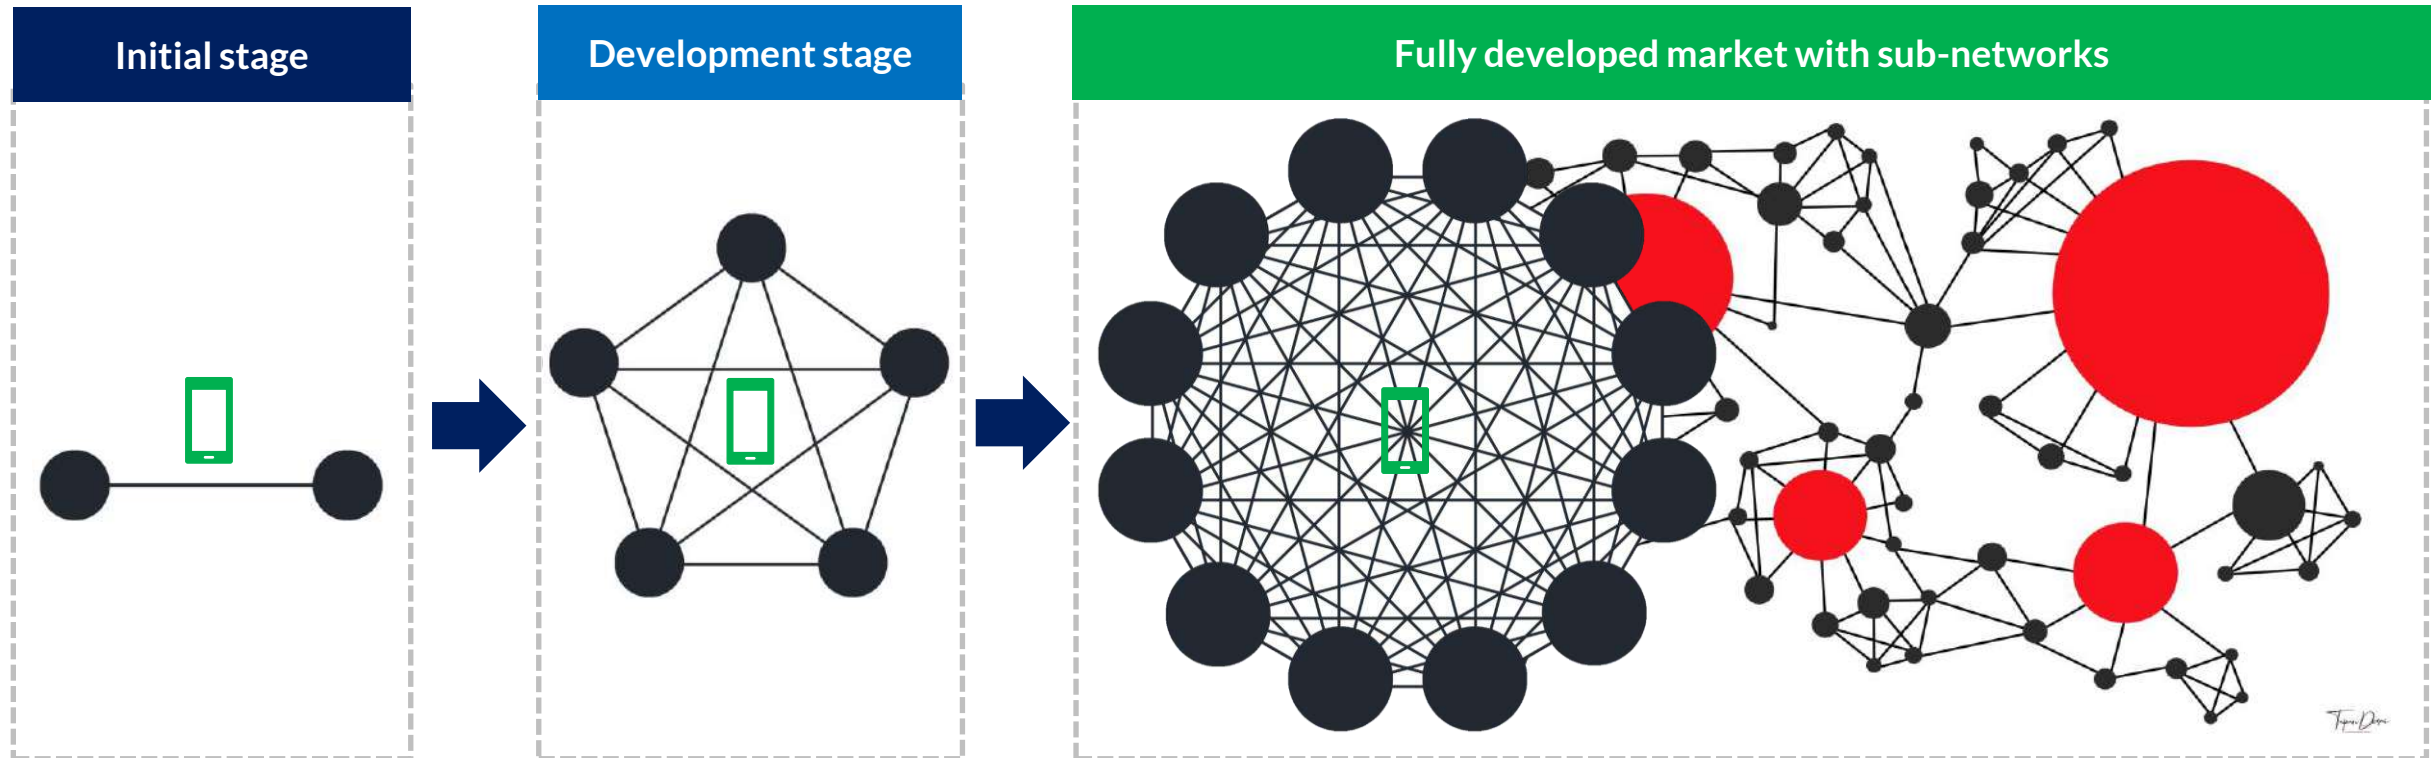 Initial stage
Development stage
Fully developed market with sub-networks